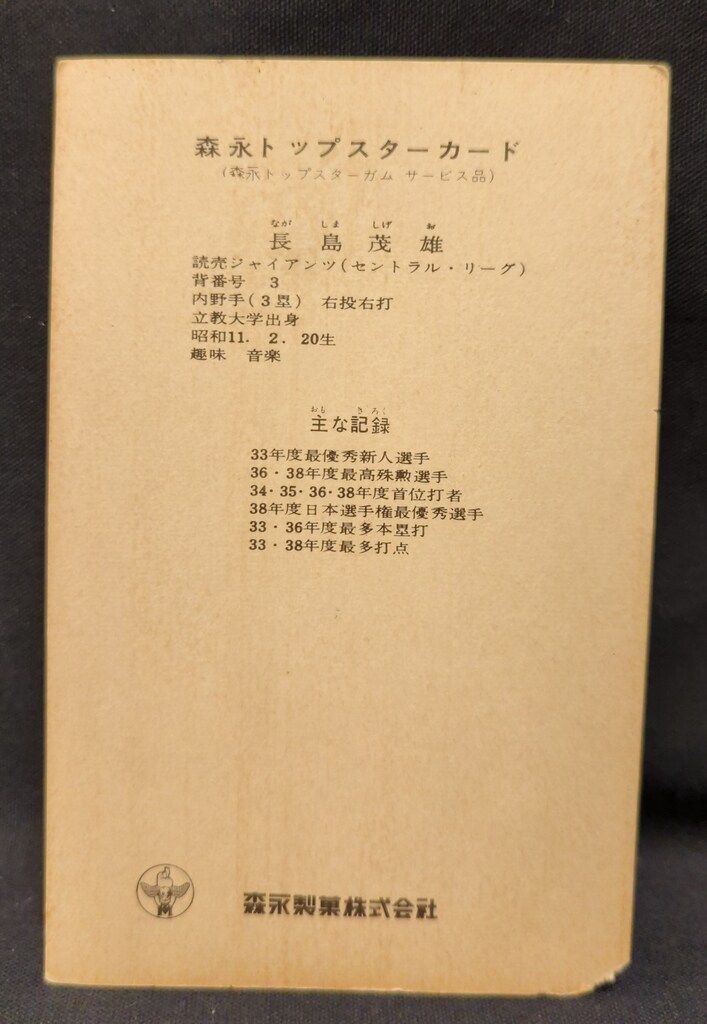 森永トップスターカード
(森永トップスターガム サービス品)
なが しま しげ お
長島茂雄
読売ジャイアンツ(セントラル・リーグ)
背番号 3
内野手(3塁) 右投右打
立教大学出身
昭和11. 2. 20生
趣味 音楽
おも きろく
主な記録
33年度最優秀新人選手
36・38年度最高殊勲選手
34・35・36・38年度首位打者
38年度日本選手権最優秀選手
33・36年度最多本塁打
33・38年度最多打点
森永製菓株式会社